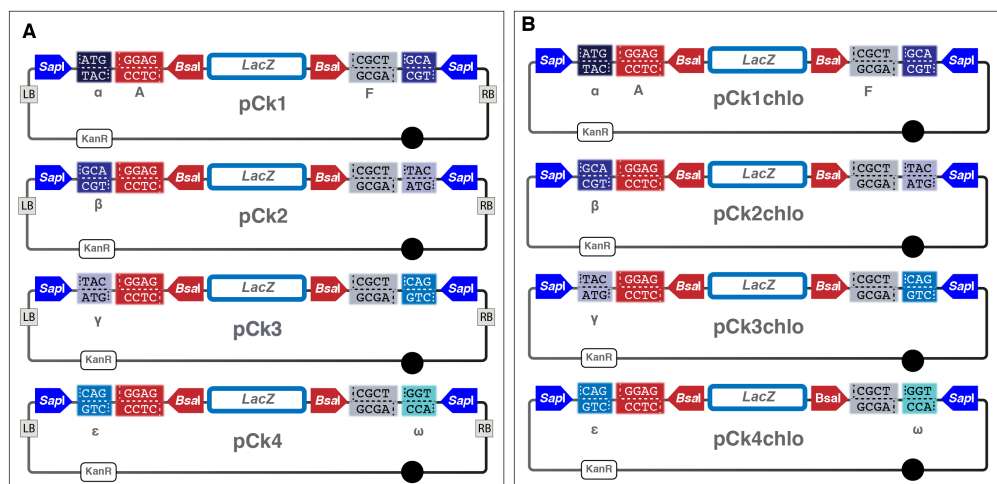 A
SapI ATG GGAG BsaI LacZ BsaI CGCT GCA SapI
TAC CCTC GCGA CGT
LB α A F RB
pCk1
KanR
SapI GCA GGAG BsaI LacZ BsaI CGCT TAC SapI
CGT CCTC GCGA ATG
LB β RB
pCk2
KanR
SapI TAC GGAG BsaI LacZ BsaI CGCT CAG SapI
ATG CCTC GCGA GTC
LB γ RB
pCk3
KanR
SapI CAG GGAG BsaI LacZ BsaI CGCT GGT SapI
GTC CCTC GCGA CCA
LB ε ω RB
pCk4
KanR
B
SapI ATG GGAG BsaI LacZ BsaI CGCT GCA SapI
TAC CCTC GCGA CGT
α A F
pCk1chlo
KanR
SapI GCA GGAG BsaI LacZ BsaI CGCT TAC SapI
CGT CCTC GCGA ATG
β
pCk2chlo
KanR
SapI TAC GGAG BsaI LacZ BsaI CGCT CAG SapI
ATG CCTC GCGA GTC
γ
pCk3chlo
KanR
SapI CAG GGAG BsaI LacZ BsaI CGCT GGT SapI
GTC CCTC GCGA CCA
ε ω
pCk4chlo
KanR